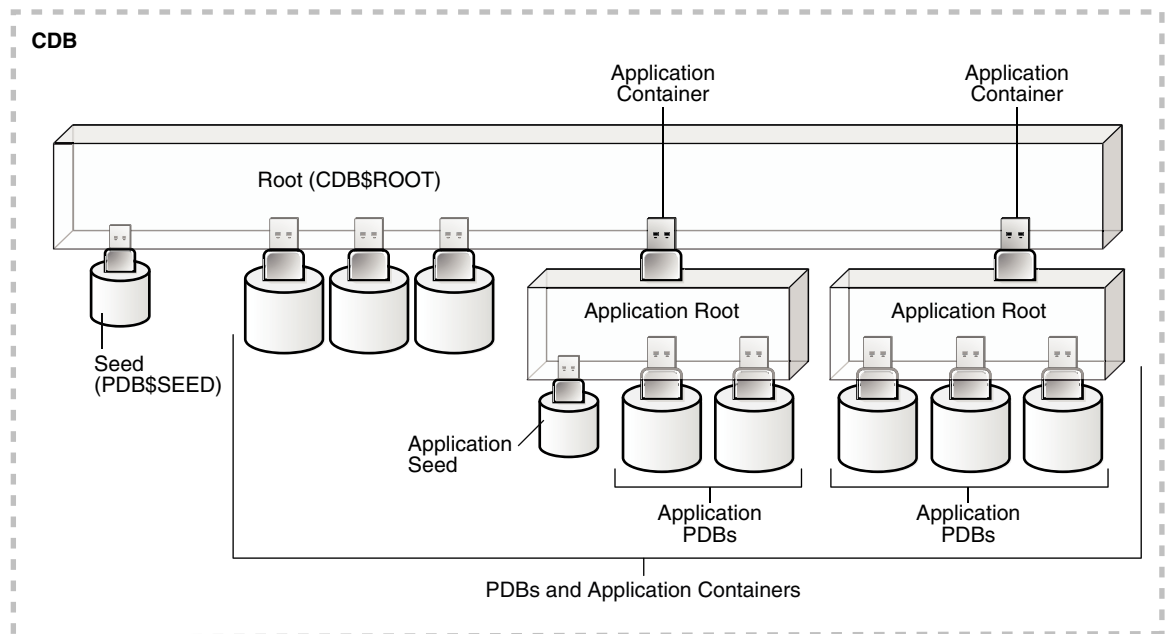 CDB
Application
Container
Application
Container
Root (CDB$ROOT)
Application Root
Application Root
Seed
(PDB$SEED)
Application
Seed
Application
PDBs
Application
PDBs
PDBs and Application Containers